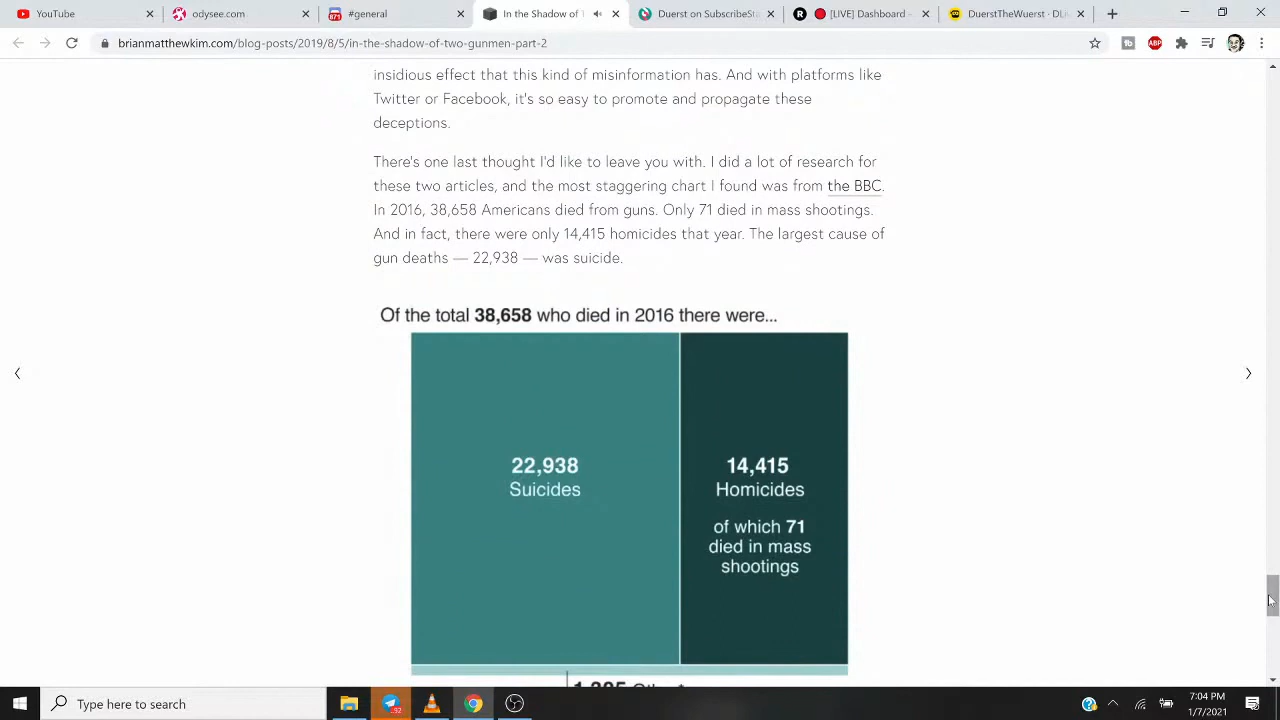 YouTube
odysee.com
#general
In the Shadow of
Duerst on SubscribeSt
[LIVE] Dashboard -
DuerstTheWuerst - DL
brianmatthewkim.com/blog-posts/2019/8/5/in-the-shadow-of-two-gunmen-part-2
insidious effect that this kind of misinformation has. And with platforms like
Twitter or Facebook, it's so easy to promote and propagate these
deceptions.
There's one last thought I'd like to leave you with. I did a lot of research for
these two articles, and the most staggering chart I found was from the BBC.
In 2016, 38,658 Americans died from guns. Only 71 died in mass shootings.
And in fact, there were only 14,415 homicides that year. The largest cause of
gun deaths — 22,938 — was suicide.
Of the total 38,658 who died in 2016 there were...
22,938
Suicides
14,415
Homicides
of which 71
died in mass
shootings
Type here to search
7:04 PM
1/7/2021